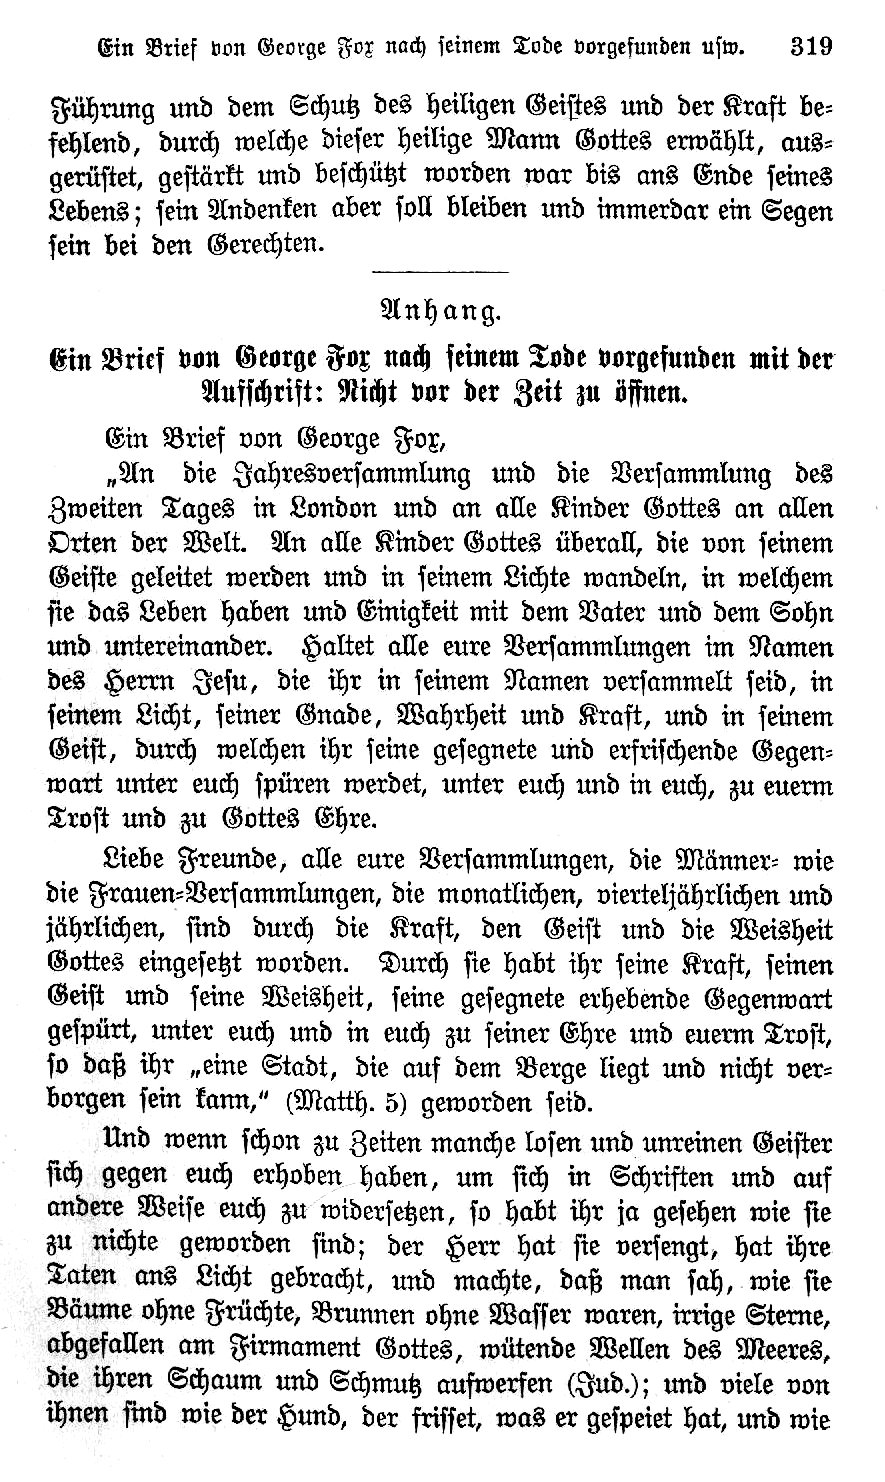 Ein Brief von George Fox nach seinem Tode vorgefunden usw. 319
Führung und dem Schutz des heiligen Geistes und der Kraft be-
fehlend, durch welche dieser heilige Mann Gottes erwählt, aus-
gerüstet, gestärkt und beschützt worden war bis ans Ende seines
Lebens; sein Andenken aber soll bleiben und immerdar ein Segen
sein bei den Gerechten.
Anhang.
Ein Brief von George Fox nach seinem Tode vorgefunden mit der
Aufschrift: Nicht vor der Zeit zu öffnen.
Ein Brief von George Fox,
„An die Jahresversammlung und die Versammlung des
Zweiten Tages in London und an alle Kinder Gottes an allen
Orten der Welt. An alle Kinder Gottes überall, die von seinem
Geiste geleitet werden und in seinem Lichte wandeln, in welchem
sie das Leben haben und Einigkeit mit dem Vater und dem Sohn
und untereinander. Haltet alle eure Versammlungen im Namen
des Herrn Jesu, die ihr in seinem Namen versammelt seid, in
seinem Licht, seiner Gnade, Wahrheit und Kraft, und in seinem
Geist, durch welchen ihr seine gesegnete und erfrischende Gegen-
wart unter euch spüren werdet, unter euch und in euch, zu euerm
Trost und zu Gottes Ehre.
Liebe Freunde, alle eure Versammlungen, die Männer- wie
die Frauen-Versammlungen, die monatlichen, vierteljährlichen und
jährlichen, sind durch die Kraft, den Geist und die Weisheit
Gottes eingesetzt worden. Durch sie habt ihr seine Kraft, seinen
Geist und seine Weisheit, seine gesegnete erhebende Gegenwart
gespürt, unter euch und in euch zu seiner Ehre und euerm Trost,
so daß ihr „eine Stadt, die auf dem Berge liegt und nicht ver-
borgen sein kann,“ (Matth. 5) geworden seid.
Und wenn schon zu Zeiten manche losen und unreinen Geister
sich gegen euch erhoben haben, um sich in Schriften und auf
andere Weise euch zu widersetzen, so habt ihr ja gesehen wie sie
zu nichte geworden sind; der Herr hat sie versengt, hat ihre
Taten ans Licht gebracht, und machte, daß man sah, wie sie
Bäume ohne Früchte, Brunnen ohne Wasser waren, irrige Sterne,
abgefallen am Firmament Gottes, wütende Wellen des Meeres,
die ihren Schaum und Schmutz aufwerfen (Jud.); und viele von
ihnen sind wie der Hund, der frisset, was er gespeiet hat, und wie